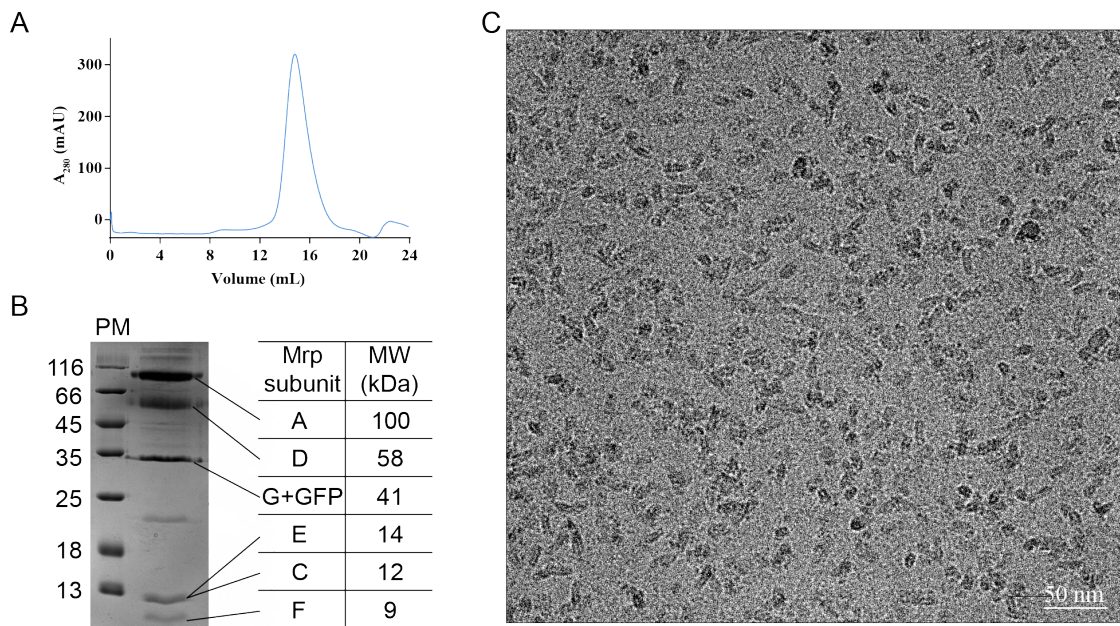 A
C
300
200
100
0
A280 (mAU)
0 4 8 12 16 20 24
Volume (mL)
B
PM
116
66
45
35
25
18
13
Mrp subunit MW (kDa)
A 100
D 58
G+GFP 41
E 14
C 12
F 9
50 nm